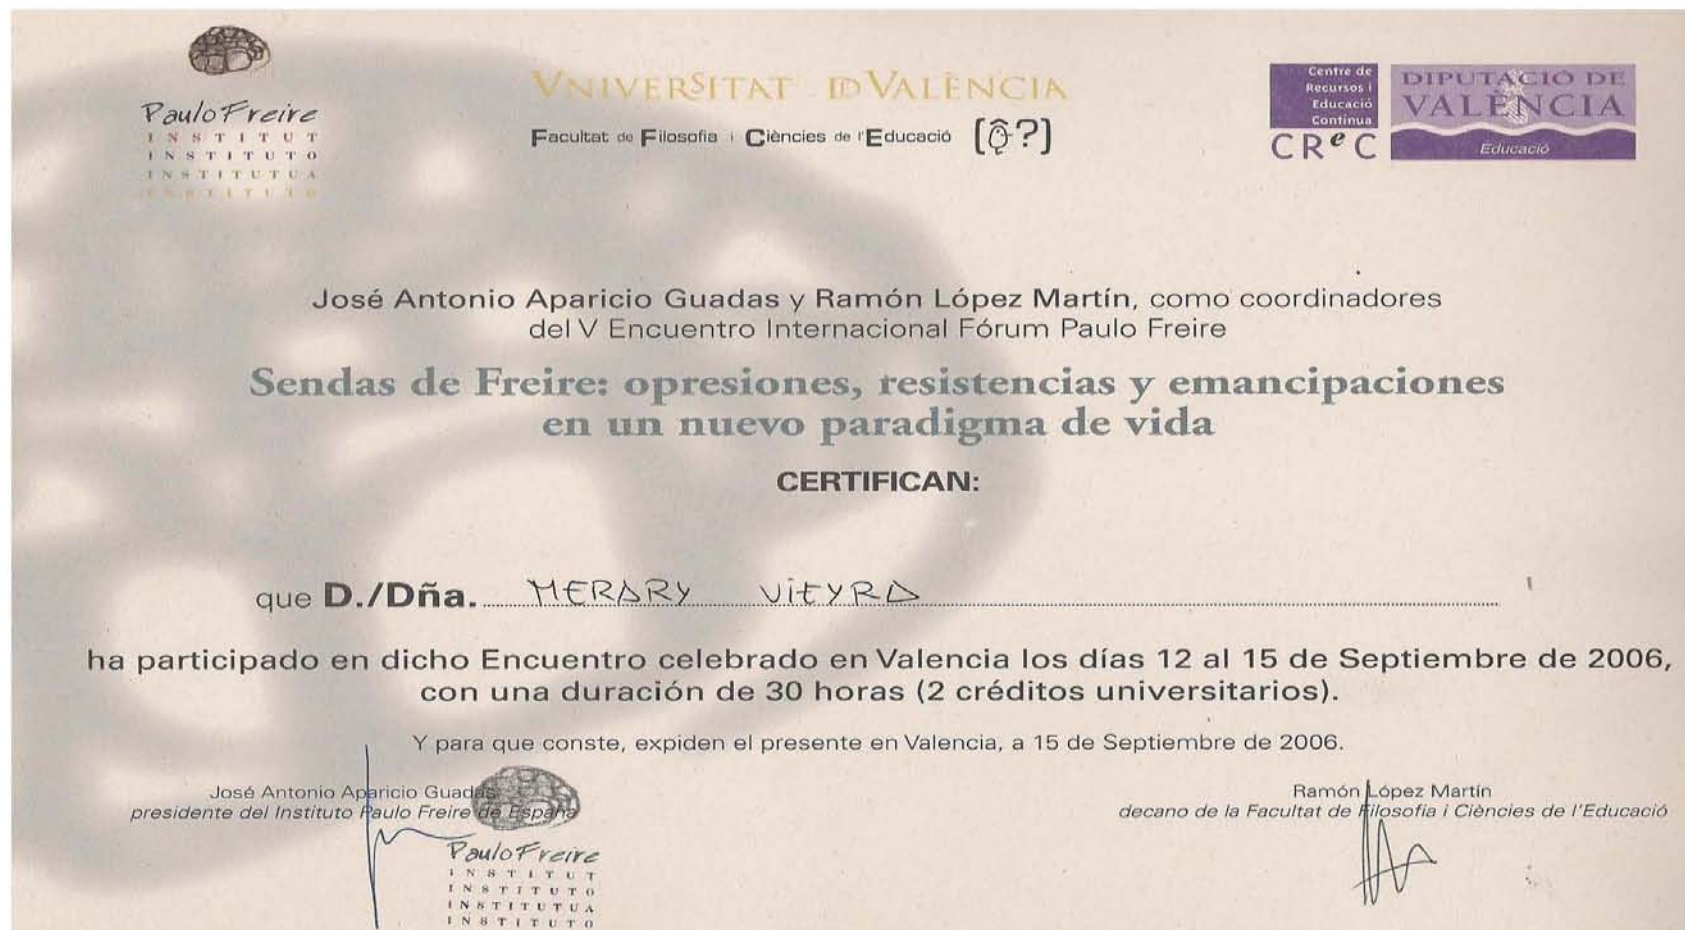 Paulo Freire
INSTITUT
INSTITUTO
INSTITUTUA
INSTITUTO
VNIVERSITAT ID VALÈNCIA
Facultat de Filosofia i Ciències de l'Educació [Q̂?]
Centre de
Recursos i
Educació
Contínua
CReC
DIPUTACIÓ DE
VALÈNCIA
Educació
José Antonio Aparicio Guadas y Ramón López Martín, como coordinadores
del V Encuentro Internacional Fórum Paulo Freire
Sendas de Freire: opresiones, resistencias y emancipaciones
en un nuevo paradigma de vida
CERTIFICAN:
que D./Dña. MERARY VIEYRA
ha participado en dicho Encuentro celebrado en Valencia los días 12 al 15 de Septiembre de 2006,
con una duración de 30 horas (2 créditos universitarios).
Y para que conste, expiden el presente en Valencia, a 15 de Septiembre de 2006.
José Antonio Aparicio Guadas
presidente del Instituto Paulo Freire de España
Paulo Freire
INSTITUT
INSTITUTO
INSTITUTUA
INSTITUTO
Ramón López Martín
decano de la Facultat de Filosofia i Ciències de l'Educació